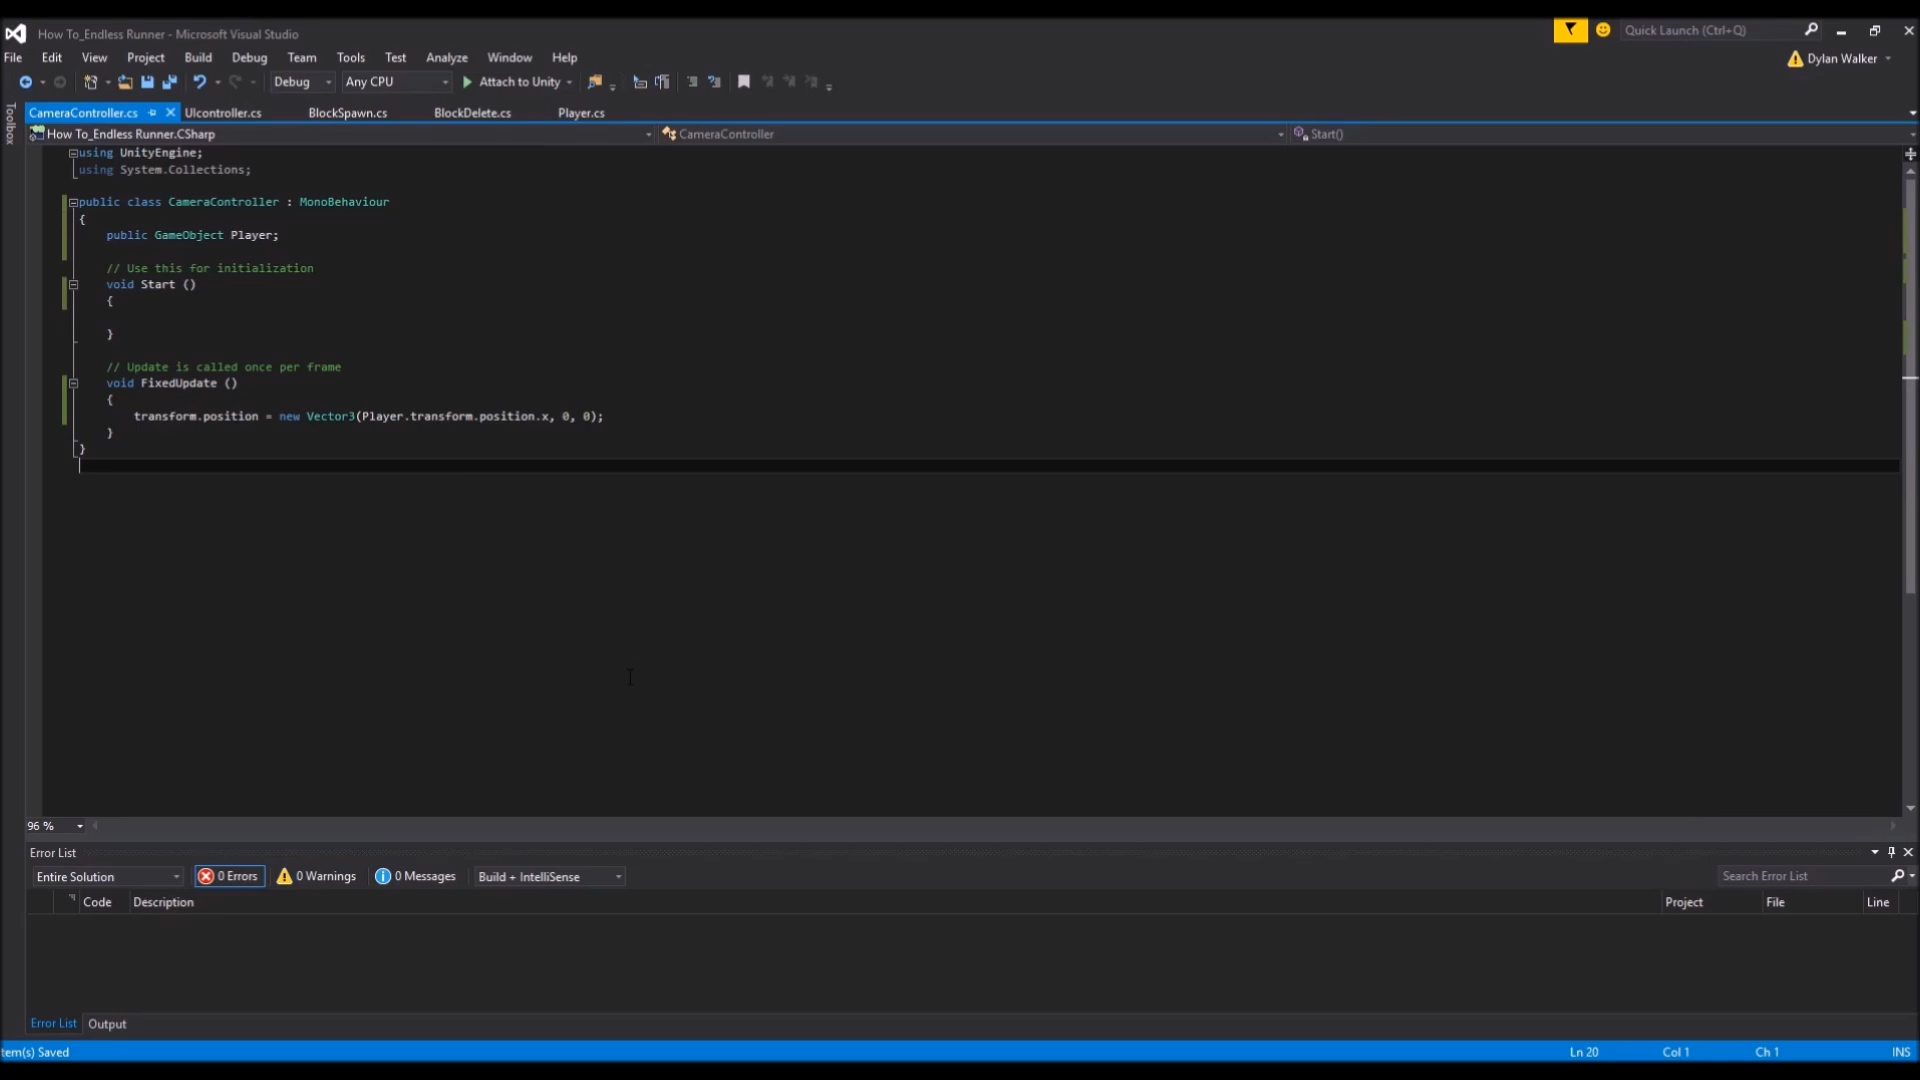 How To_Endless Runner - Microsoft Visual Studio
Quick Launch (Ctrl+Q)
File Edit View Project Build Debug Team Tools Test Analyze Window Help
Dylan Walker
Debug Any CPU Attach to Unity
Toolbox
CameraController.cs UIcontroller.cs BlockSpawn.cs BlockDelete.cs Player.cs
How To_Endless Runner.CSharp CameraController Start()
using UnityEngine;
using System.Collections;
public class CameraController : MonoBehaviour
{
public GameObject Player;
// Use this for initialization
void Start ()
{
}
// Update is called once per frame
void FixedUpdate ()
{
transform.position = new Vector3(Player.transform.position.x, 0, 0);
}
}
96 %
Error List
Entire Solution 0 Errors 0 Warnings 0 Messages Build + IntelliSense Search Error List
Code Description Project File Line
Error List Output
tem(s) Saved Ln 20 Col 1 Ch 1 INS